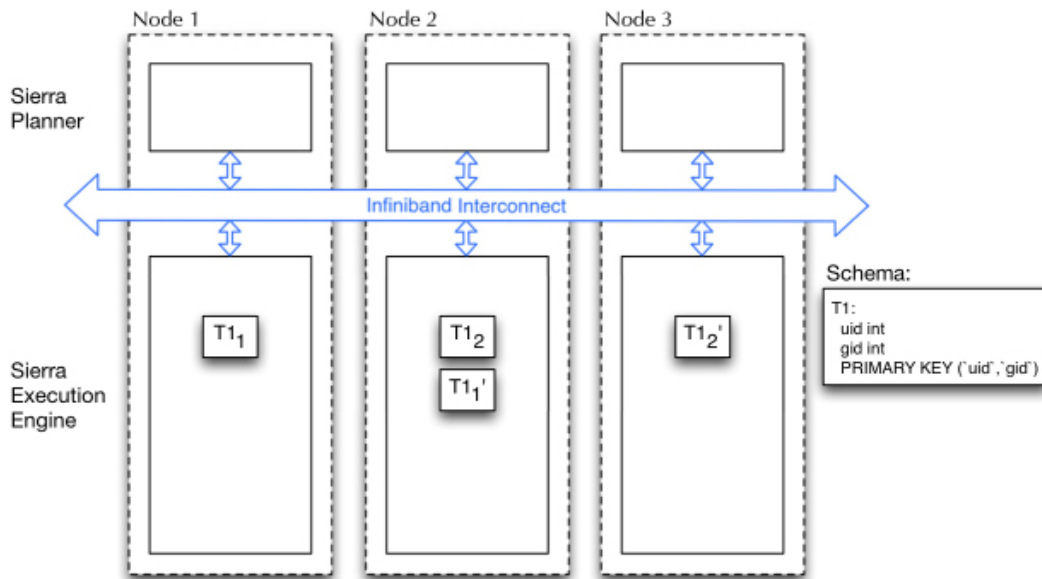 Node 1
Node 2
Node 3
Sierra
Planner
Infiniband Interconnect
Schema:
T1:
uid int
gid int
PRIMARY KEY (`uid`,`gid`)
T1₁
T1₂
T1₂'
T1₁'
Sierra
Execution
Engine